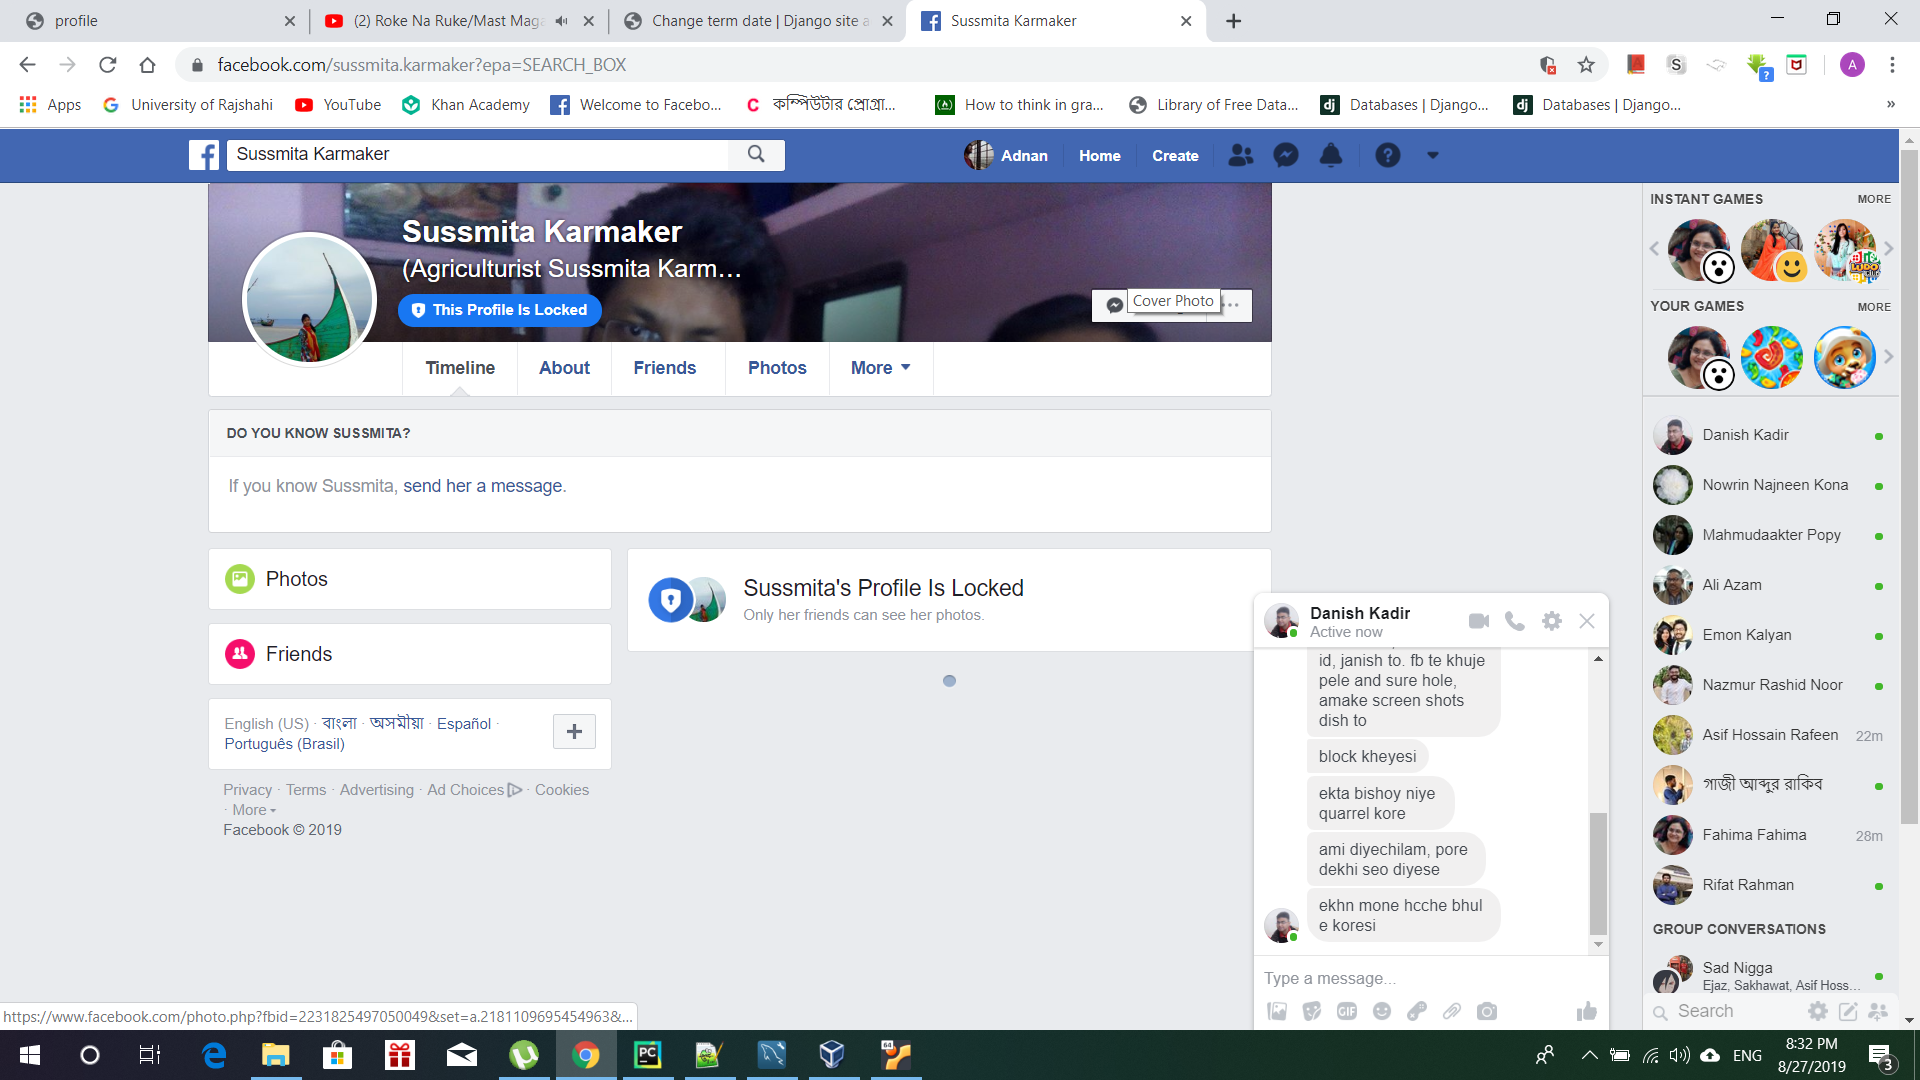 profile
(2) Roke Na Ruke/Mast Maga
Change term date | Django site a
Sussmita Karmaker
facebook.com/sussmita.karmaker?epa=SEARCH_BOX
A
Apps
University of Rajshahi
YouTube
Khan Academy
Welcome to Facebo...
কম্পিউটার প্রোগ্রা...
How to think in gra...
Library of Free Data...
Databases | Django...
Databases | Django...
Sussmita Karmaker
Adnan
Home
Create
Sussmita Karmaker
(Agriculturist Sussmita Karm...
This Profile Is Locked
Cover Photo
Timeline
About
Friends
Photos
More
DO YOU KNOW SUSSMITA?
If you know Sussmita, send her a message.
Photos
Friends
English (US) · বাংলা · অসমীয়া · Español ·
Português (Brasil)
Privacy · Terms · Advertising · Ad Choices · Cookies
· More
Facebook © 2019
Sussmita's Profile Is Locked
Only her friends can see her photos.
Danish Kadir
Active now
id, janish to. fb te khuje
pele and sure hole,
amake screen shots
dish to
block kheyesi
ekta bishoy niye
quarrel kore
ami diyechilam, pore
dekhi seo diyese
ekhn mone hcche bhul
e koresi
Type a message...
GIF
INSTANT GAMES
MORE
LUDO
YOUR GAMES
MORE
Danish Kadir
Nowrin Najneen Kona
Mahmudaakter Popy
Ali Azam
Emon Kalyan
Nazmur Rashid Noor
Asif Hossain Rafeen 22m
গাজী আব্দুর রাকিব
Fahima Fahima 28m
Rifat Rahman
GROUP CONVERSATIONS
Sad Nigga
Ejaz, Sakhawat, Asif Hoss...
Search
https://www.facebook.com/photo.php?fbid=2231825497050049&set=a.218110969545496​3&...
PC
64
ENG
8:32 PM
8/27/2019
3